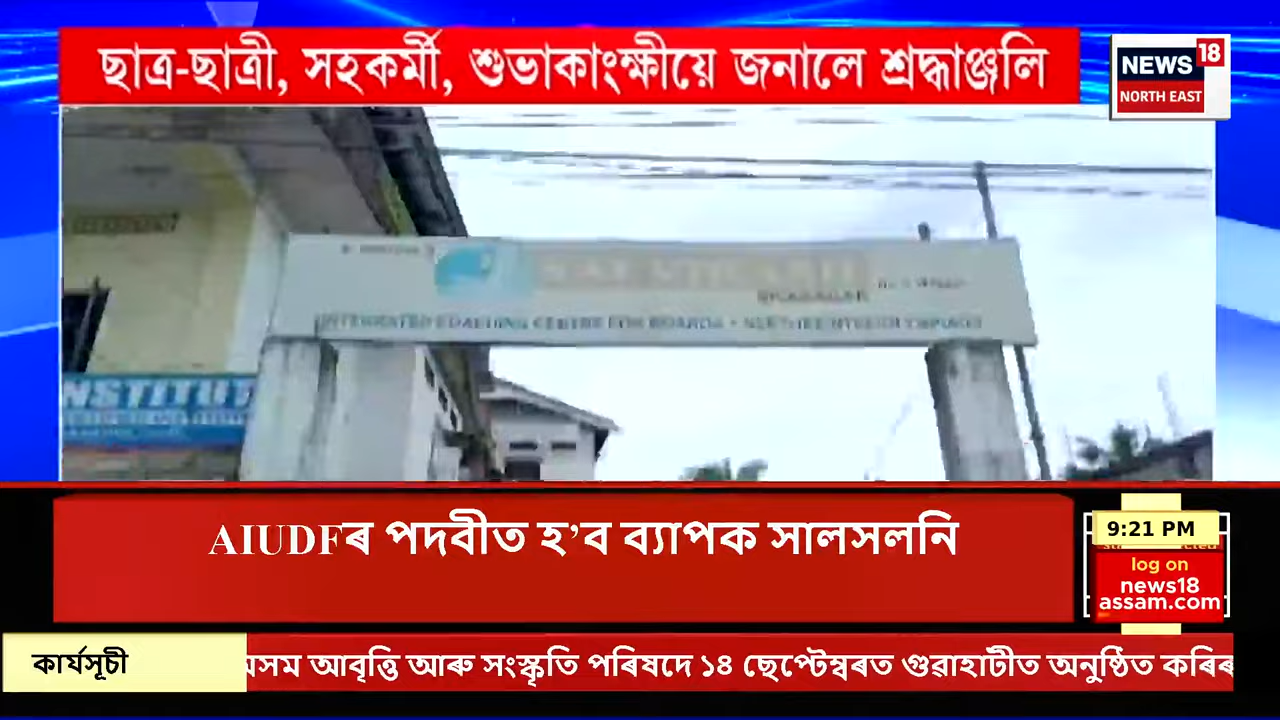 ছাত্র-ছাত্ৰী, সহকৰ্মী, শুভাকাংক্ষীয়ে জনালে শ্ৰদ্ধাঞ্জলি
NEWS 18
NORTH EAST
INTEGRATED COACHING CENTRE FOR BOARDS
NSTITUT
AIUDFৰ পদবীত হ’ব ব্যাপক সালসলনি
9:21 PM
log on
news18
assam.com
কাৰ্যসূচী
অসম আবৃত্তি আৰু সংস্কৃতি পৰিষদে ১৪ ছেপ্টেম্বৰত গুৱাহাটীত অনুষ্ঠিত কৰিব